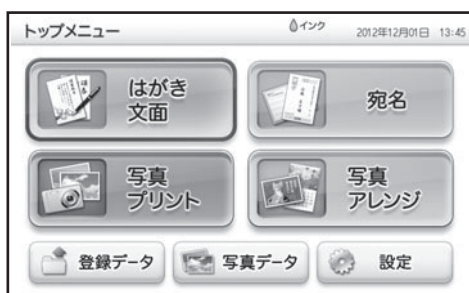 トップメニュー
インク
2012年12月01日 13:45
はがき
文面
宛名
写真
プリント
写真
アレンジ
登録データ
写真データ
設定